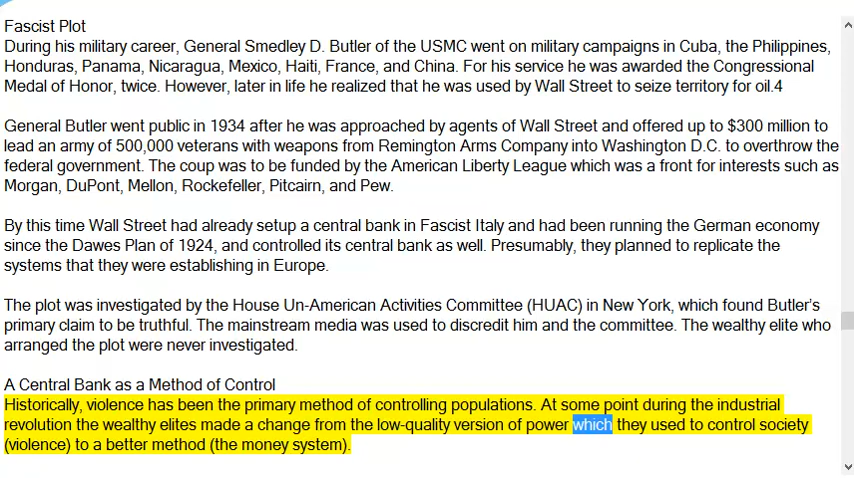 Fascist Plot
During his military career, General Smedley D. Butler of the USMC went on military campaigns in Cuba, the Philippines,
Honduras, Panama, Nicaragua, Mexico, Haiti, France, and China. For his service he was awarded the Congressional
Medal of Honor, twice. However, later in life he realized that he was used by Wall Street to seize territory for oil.4
General Butler went public in 1934 after he was approached by agents of Wall Street and offered up to $300 million to
lead an army of 500,000 veterans with weapons from Remington Arms Company into Washington D.C. to overthrow the
federal government. The coup was to be funded by the American Liberty League which was a front for interests such as
Morgan, DuPont, Mellon, Rockefeller, Pitcairn, and Pew.
By this time Wall Street had already setup a central bank in Fascist Italy and had been running the German economy
since the Dawes Plan of 1924, and controlled its central bank as well. Presumably, they planned to replicate the
systems that they were establishing in Europe.
The plot was investigated by the House Un-American Activities Committee (HUAC) in New York, which found Butler's
primary claim to be truthful. The mainstream media was used to discredit him and the committee. The wealthy elite who
arranged the plot were never investigated.
A Central Bank as a Method of Control
Historically, violence has been the primary method of controlling populations. At some point during the industrial
revolution the wealthy elites made a change from the low-quality version of power which they used to control society
(violence) to a better method (the money system).